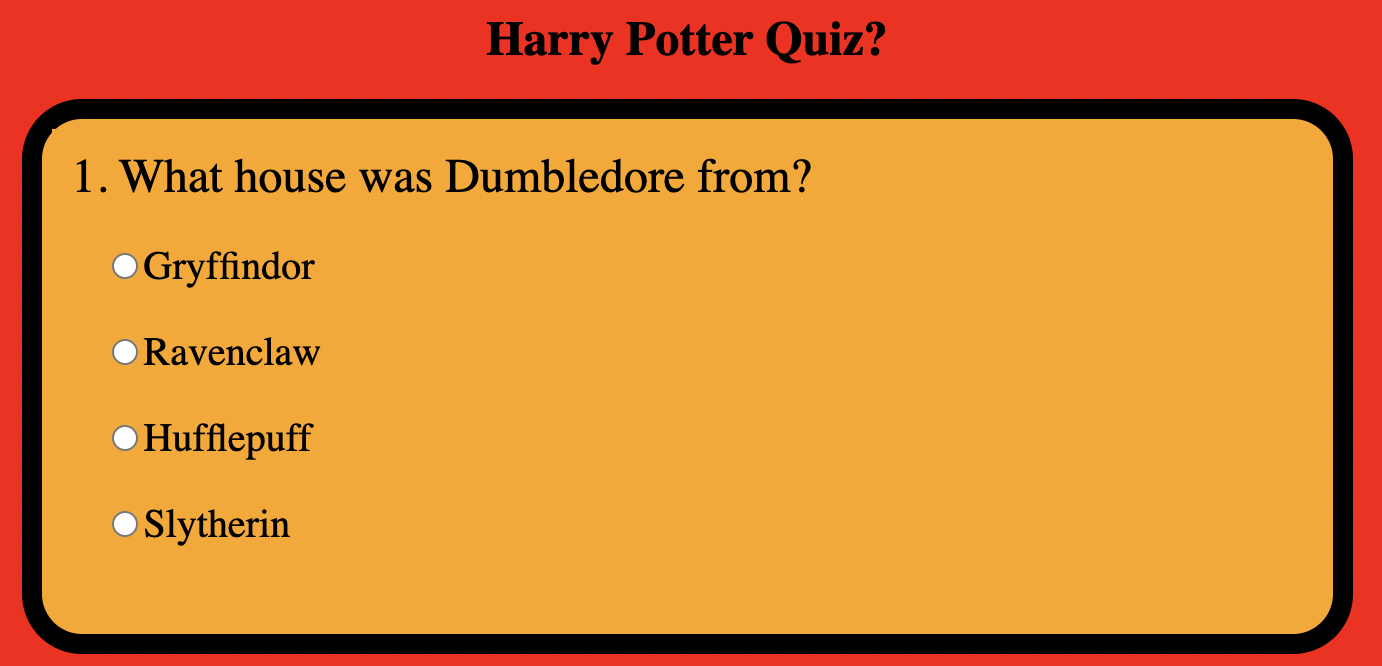 Harry Potter Quiz?
1. What house was Dumbledore from?
Gryffindor
Ravenclaw
Hufflepuff
Slytherin